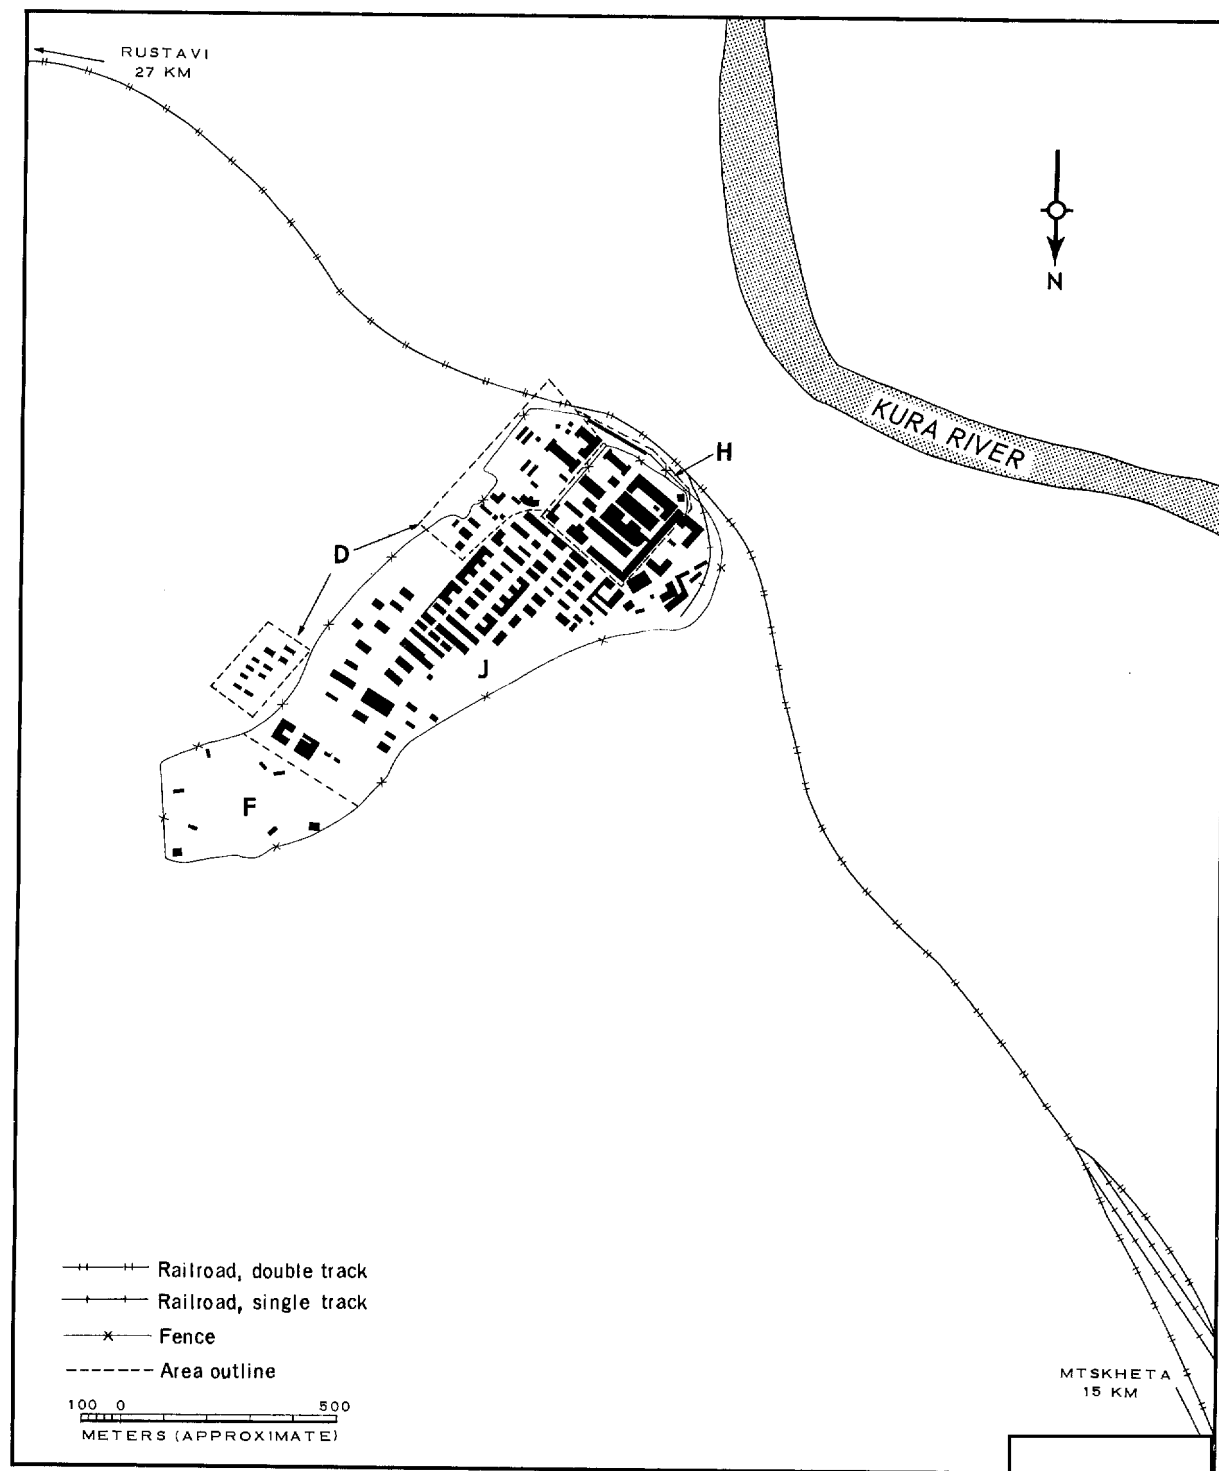 RUSTAVI
27 KM
N
KURA RIVER
H
D
J
F
Railroad, double track
Railroad, single track
Fence
Area outline
100 0 500
METERS (APPROXIMATE)
MTSKHETA
15 KM